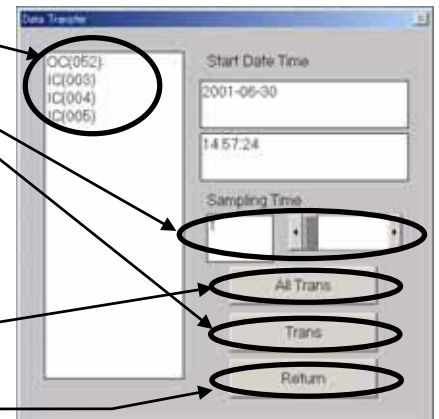 Data Transfer
OC(052)
IC(003)
IC(004)
IC(005)
Start Date Time
2001-06-30
14:57:24
Sampling Time
All Trans
Trans
Return